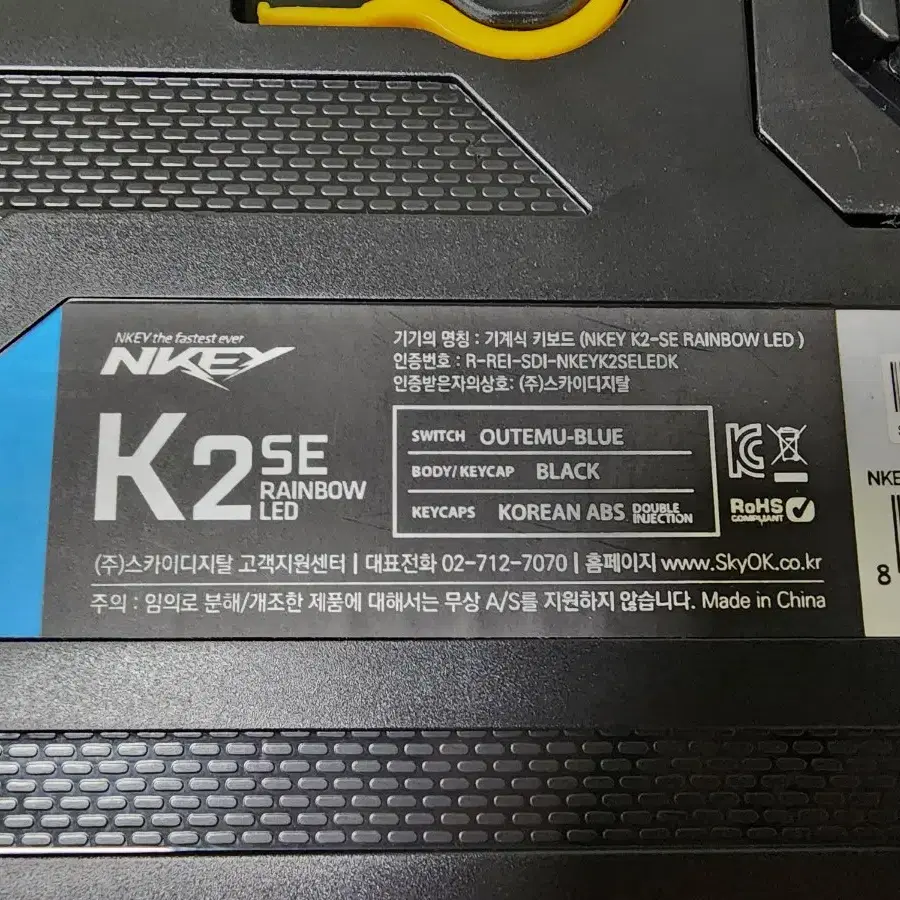 NKEY the fastest ever
NKEY
K2 SE
RAINBOW
LED
기기의 명칭 : 기계식 키보드 (NKEY K2-SE RAINBOW LED )
인증번호 : R-REI-SDI-NKEYK2SELEDK
인증받은자의상호: (주)스카이디지탈
SWITCH OUTEMU-BLUE
BODY/KEYCAP BLACK
KEYCAPS KOREAN ABS DOUBLE INJECTION
RoHS
COMPLIANT
(주)스카이디지탈 고객지원센터 | 대표전화 02-712-7070 | 홈페이지 www.SkyOK.co.kr
주의 : 임의로 분해/개조한 제품에 대해서는 무상 A/S를 지원하지 않습니다. Made in China
NKE
8